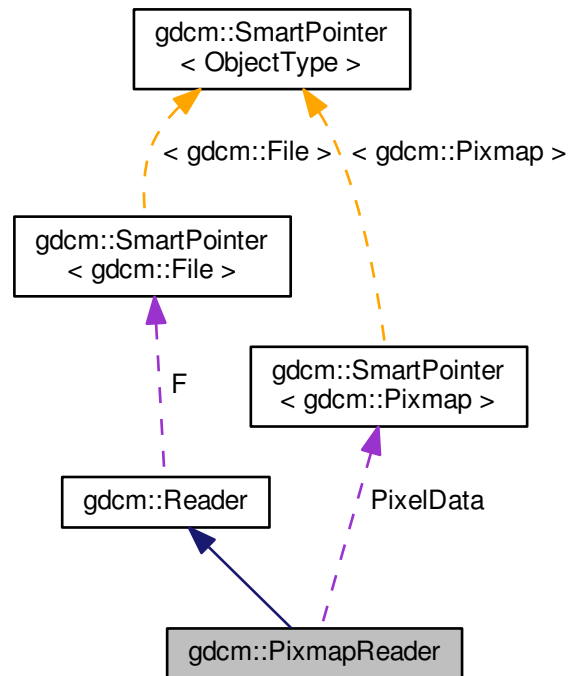 gdcm::SmartPointer
< ObjectType >
< gdcm::File >
< gdcm::Pixmap >
gdcm::SmartPointer
< gdcm::File >
gdcm::SmartPointer
< gdcm::Pixmap >
F
gdcm::Reader
PixelData
gdcm::PixmapReader